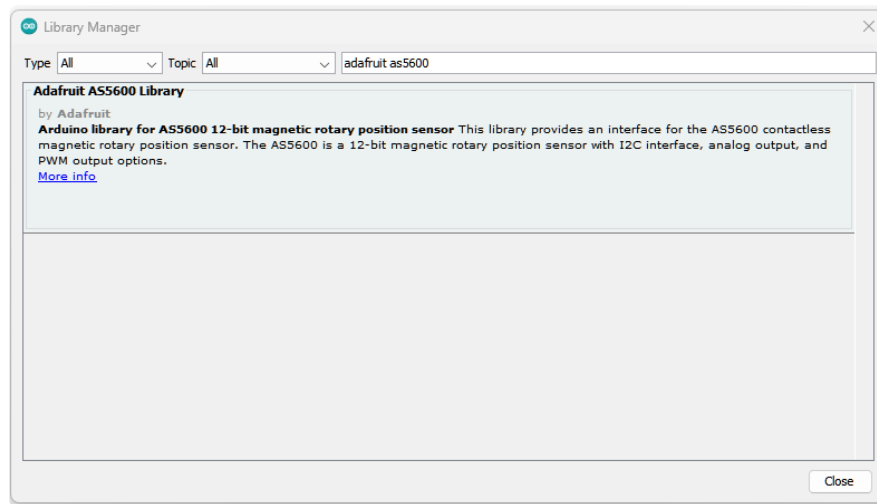 Library Manager
Type All Topic All adafruit as5600
Adafruit AS5600 Library
by Adafruit
Arduino library for AS5600 12-bit magnetic rotary position sensor This library provides an interface for the AS5600 contactless
magnetic rotary position sensor. The AS5600 is a 12-bit magnetic rotary position sensor with I2C interface, analog output, and
PWM output options.
More info
Close